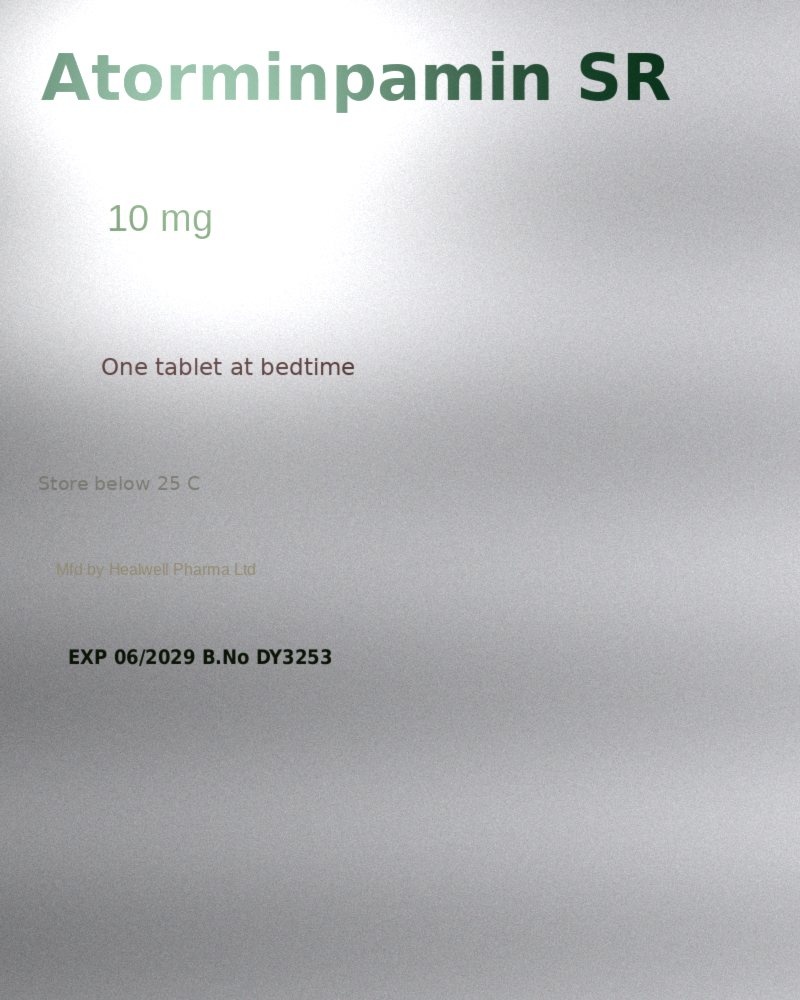 Atorminpamin SR
10 mg
One tablet at bedtime
Store below 25 C
Mfd by Healwell Pharma Ltd
EXP 06/2029 B.No DY3253